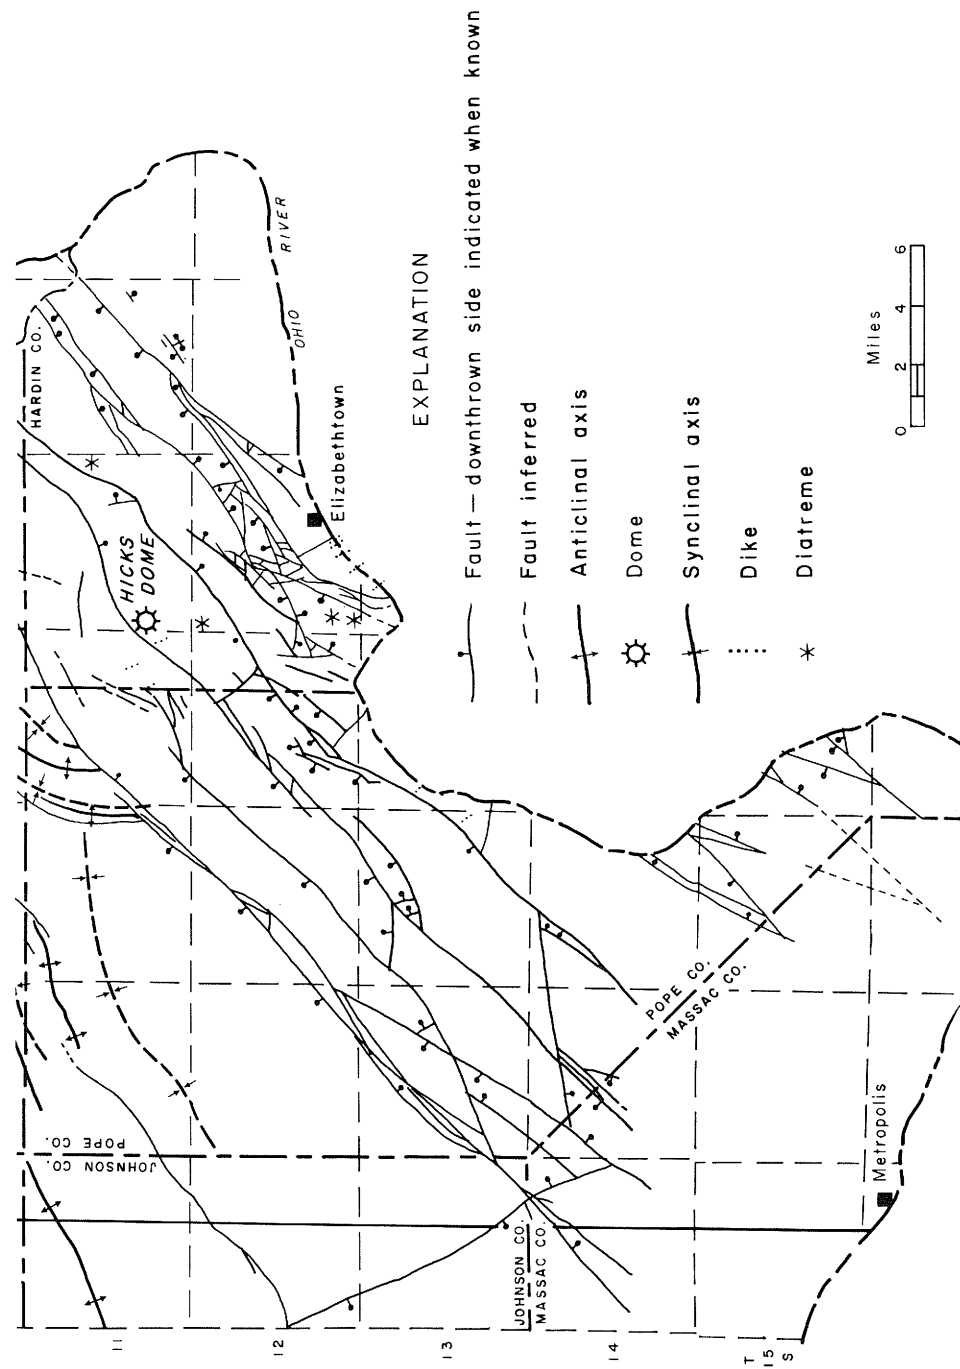 HARDIN CO.
HICKS
DOME
OHIO
RIVER
Elizabethtown
POPE CO.
JOHNSON CO.
11
12
13
14
T
15
S
JOHNSON CO.
MASSAC CO.
POPE CO.
MASSAC CO.
Metropolis
EXPLANATION
Fault—downthrown side indicated when known
Fault inferred
Anticlinal axis
Dome
Synclinal axis
Dike
Diatreme
Miles
0 2 4 6